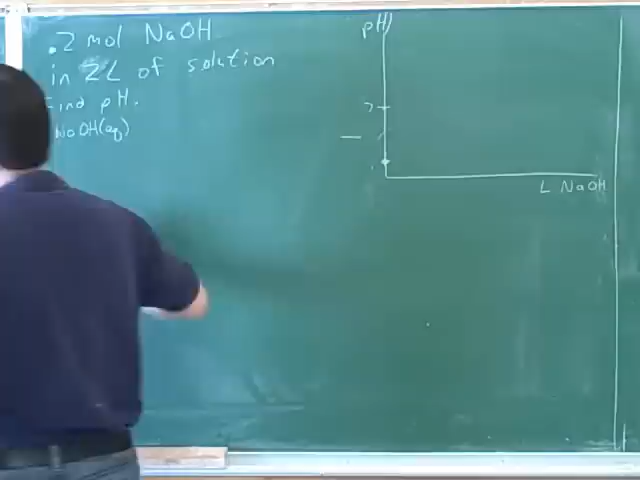 .2 mol NaOH
in 2L of solution
Find pH.
NaOH(aq)
pH
7
L NaOH